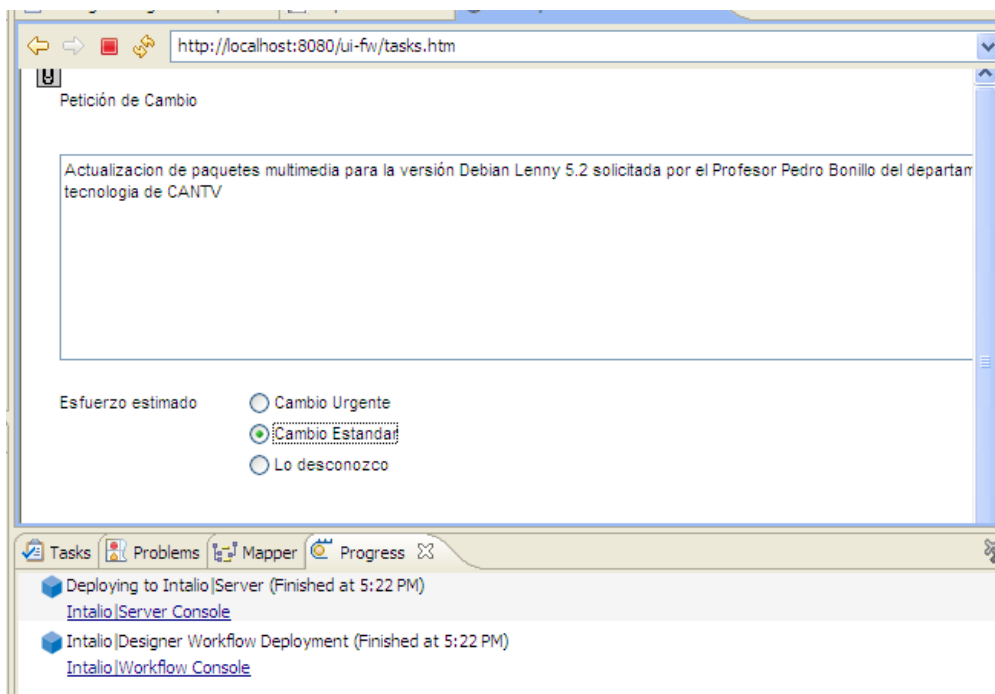 http://localhost:8080/ui-fw/tasks.htm
Petición de Cambio
Actualizacion de paquetes multimedia para la versión Debian Lenny 5.2 solicitada por el Profesor Pedro Bonillo del departam
tecnologia de CANTV
Esfuerzo estimado
Cambio Urgente
Cambio Estandar
Lo desconozco
Tasks Problems Mapper Progress
Deploying to Intalio|Server (Finished at 5:22 PM)
Intalio|Server Console
Intalio|Designer Workflow Deployment (Finished at 5:22 PM)
Intalio|Workflow Console